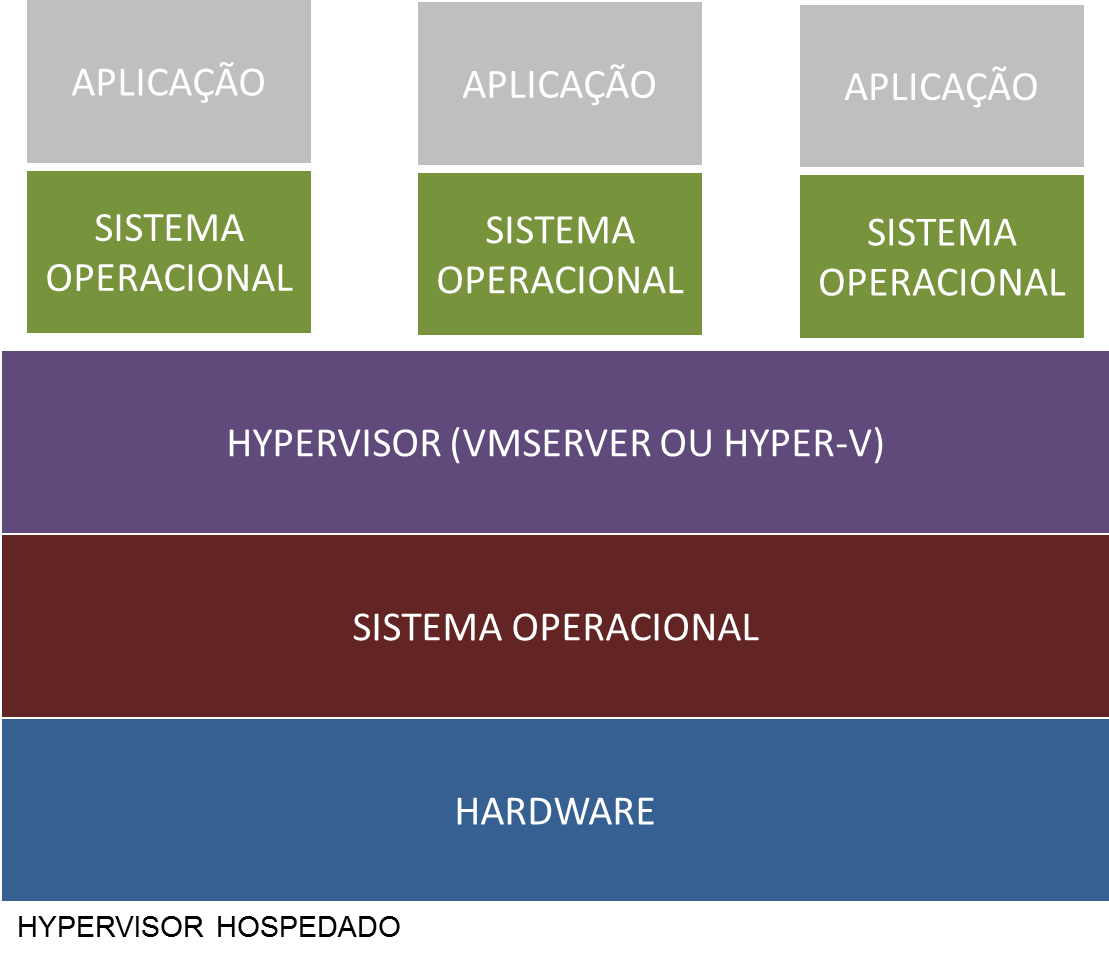 APLICAÇÃO
APLICAÇÃO
APLICAÇÃO
SISTEMA
OPERACIONAL
SISTEMA
OPERACIONAL
SISTEMA
OPERACIONAL
HYPERVISOR (VMSERVER OU HYPER-V)
SISTEMA OPERACIONAL
HARDWARE
HYPERVISOR HOSPEDADO